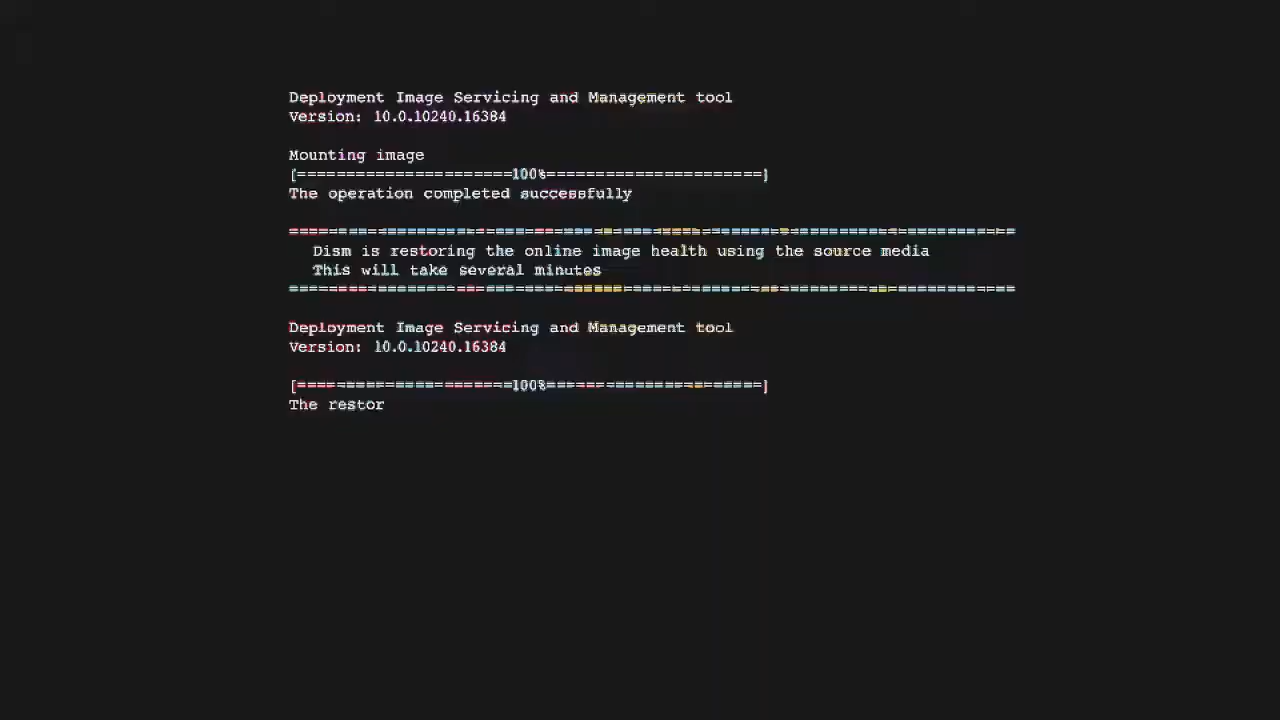 Deployment Image Servicing and Management tool
Version: 10.0.10240.16384
Mounting image
[======================100%======================]
The operation completed successfully
===========================================================================
Dism is restoring the online image health using the source media
This will take several minutes
===========================================================================
Deployment Image Servicing and Management tool
Version: 10.0.10240.16384
[======================100%======================]
The restor